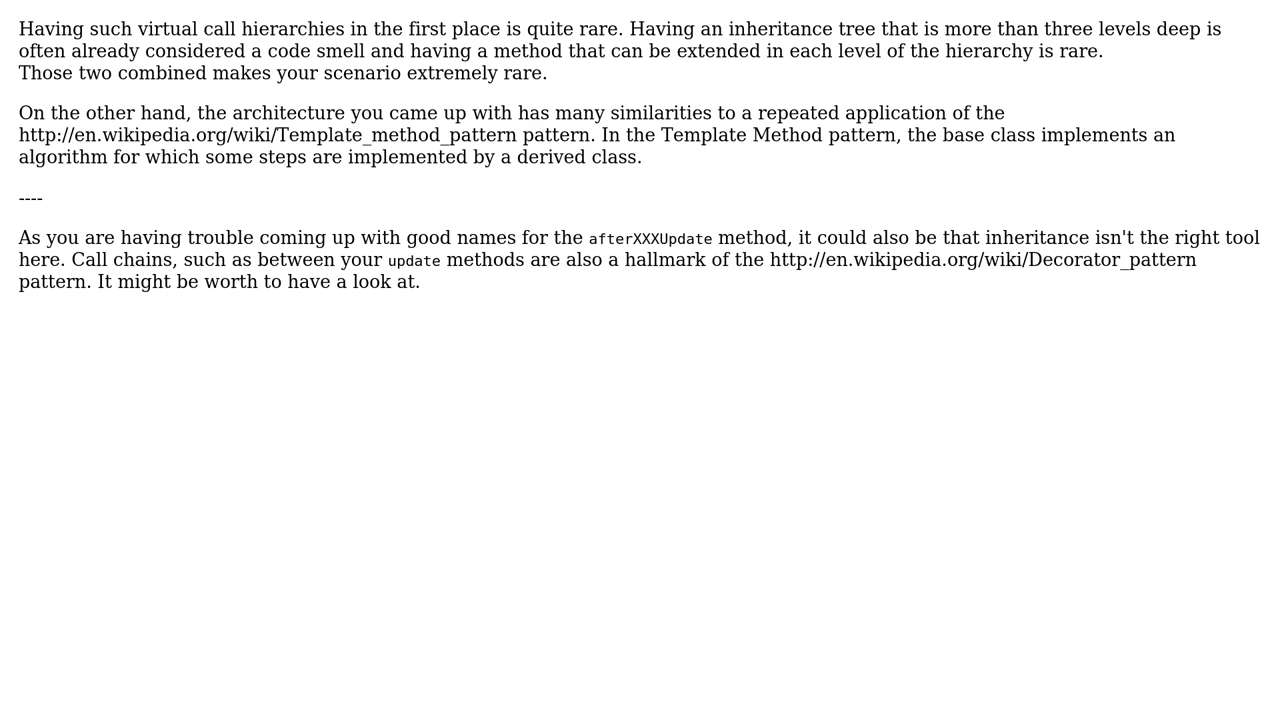 Having such virtual call hierarchies in the first place is quite rare. Having an inheritance tree that is more than three levels deep is
often already considered a code smell and having a method that can be extended in each level of the hierarchy is rare.
Those two combined makes your scenario extremely rare.
On the other hand, the architecture you came up with has many similarities to a repeated application of the
http://en.wikipedia.org/wiki/Template_method_pattern pattern. In the Template Method pattern, the base class implements an
algorithm for which some steps are implemented by a derived class.
----
As you are having trouble coming up with good names for the afterXXXUpdate method, it could also be that inheritance isn't the right tool
here. Call chains, such as between your update methods are also a hallmark of the http://en.wikipedia.org/wiki/Decorator_pattern
pattern. It might be worth to have a look at.